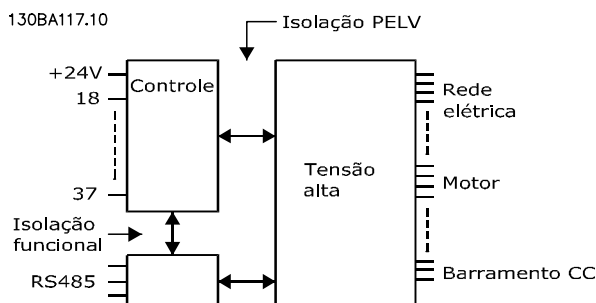 130BA117.10
Isolação PELV
+24V
Controle
18
37
Tensão
alta
Rede
elétrica
Motor
Isolação
funcional
RS485
Barramento CC